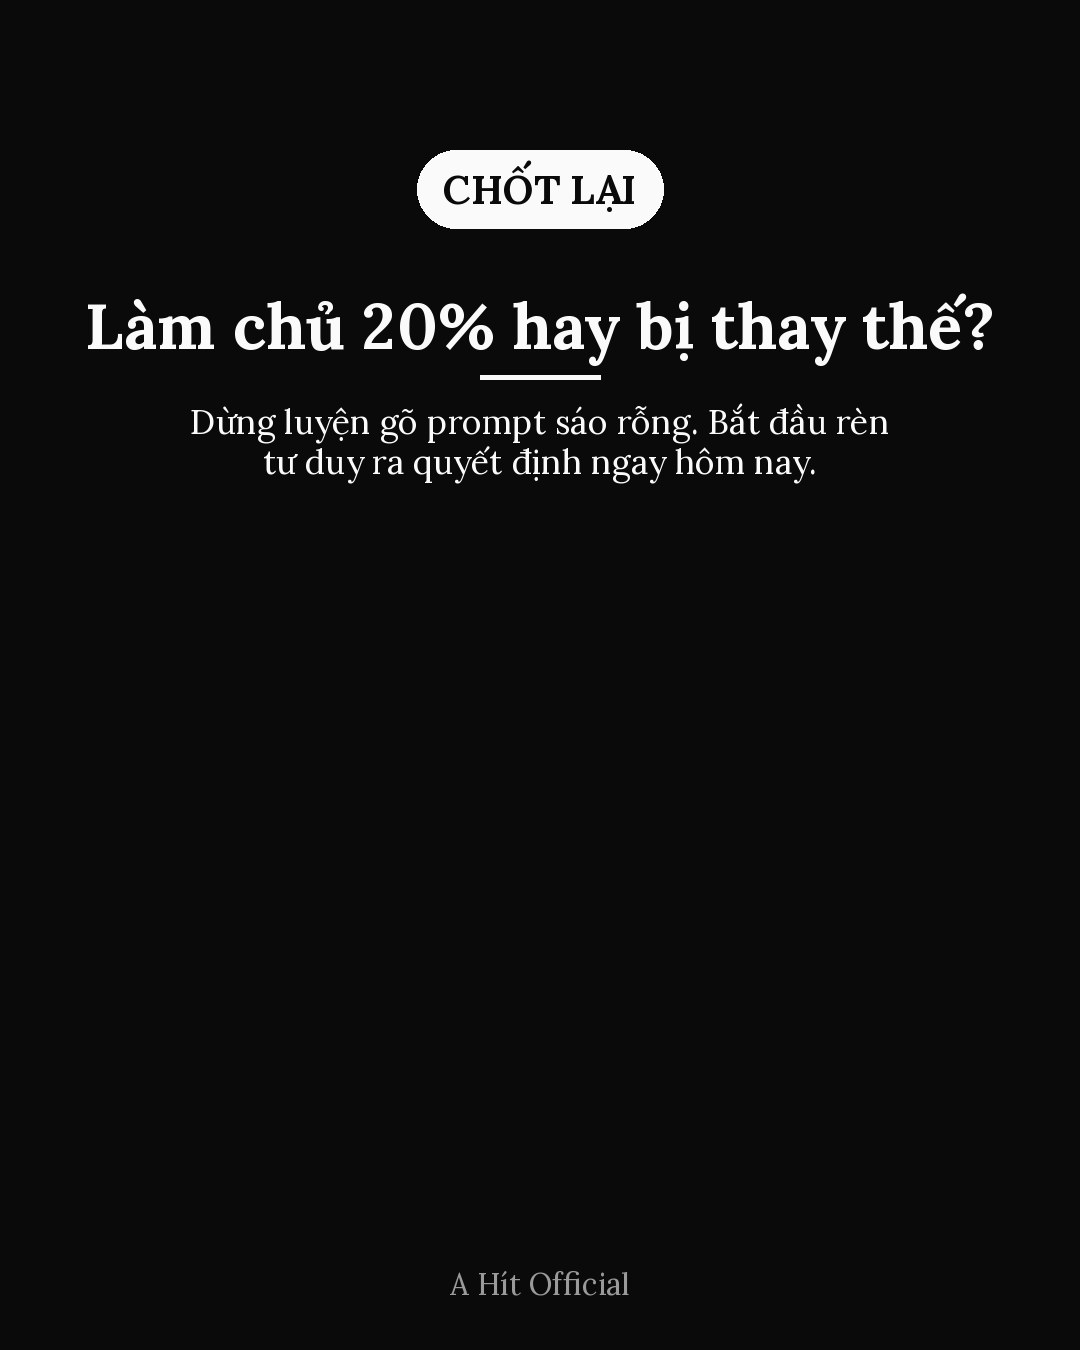 CHỐT LẠI
Làm chủ 20% hay bị thay thế?
Dừng luyện gõ prompt sáo rỗng. Bắt đầu rèn
tư duy ra quyết định ngay hôm nay.
A Hít Official